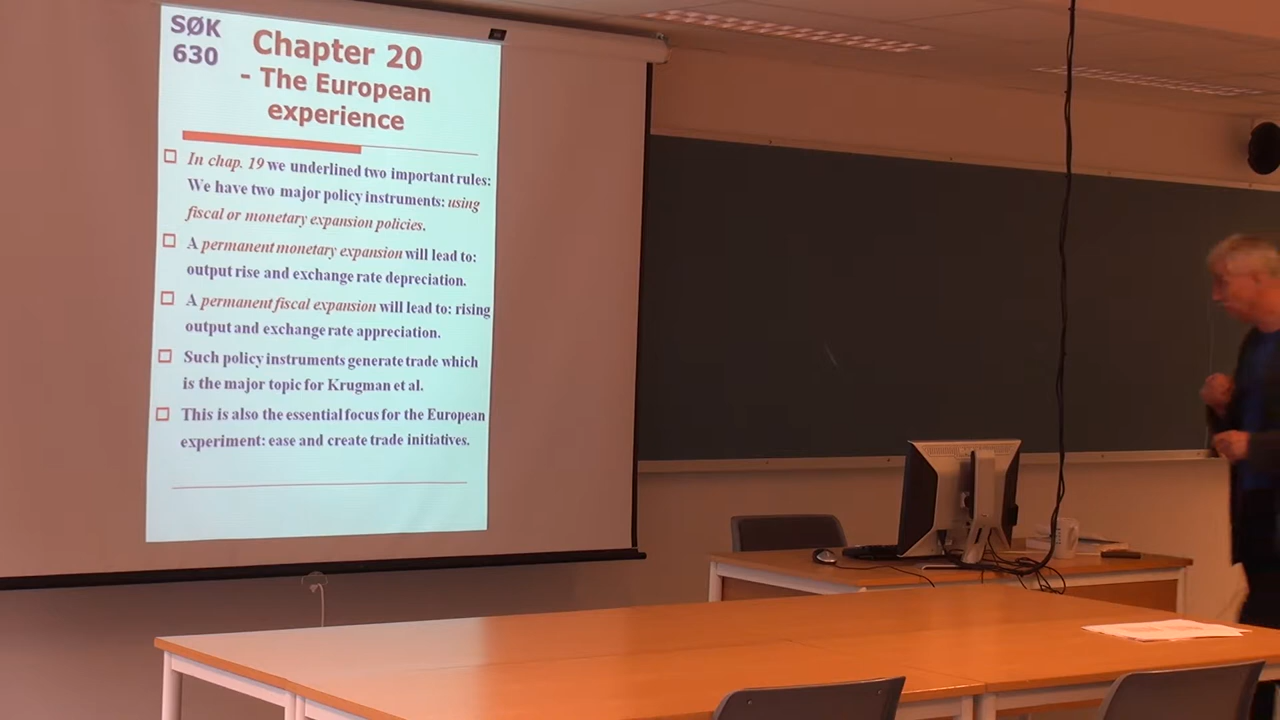 SØK
630
Chapter 20
- The European
experience
In chap. 19 we underlined two important rules:
We have two major policy instruments: using
fiscal or monetary expansion policies.
A permanent monetary expansion will lead to:
output rise and exchange rate depreciation.
A permanent fiscal expansion will lead to: rising
output and exchange rate appreciation.
Such policy instruments generate trade which
is the major topic for Krugman et al.
This is also the essential focus for the European
experiment: ease and create trade initiatives.